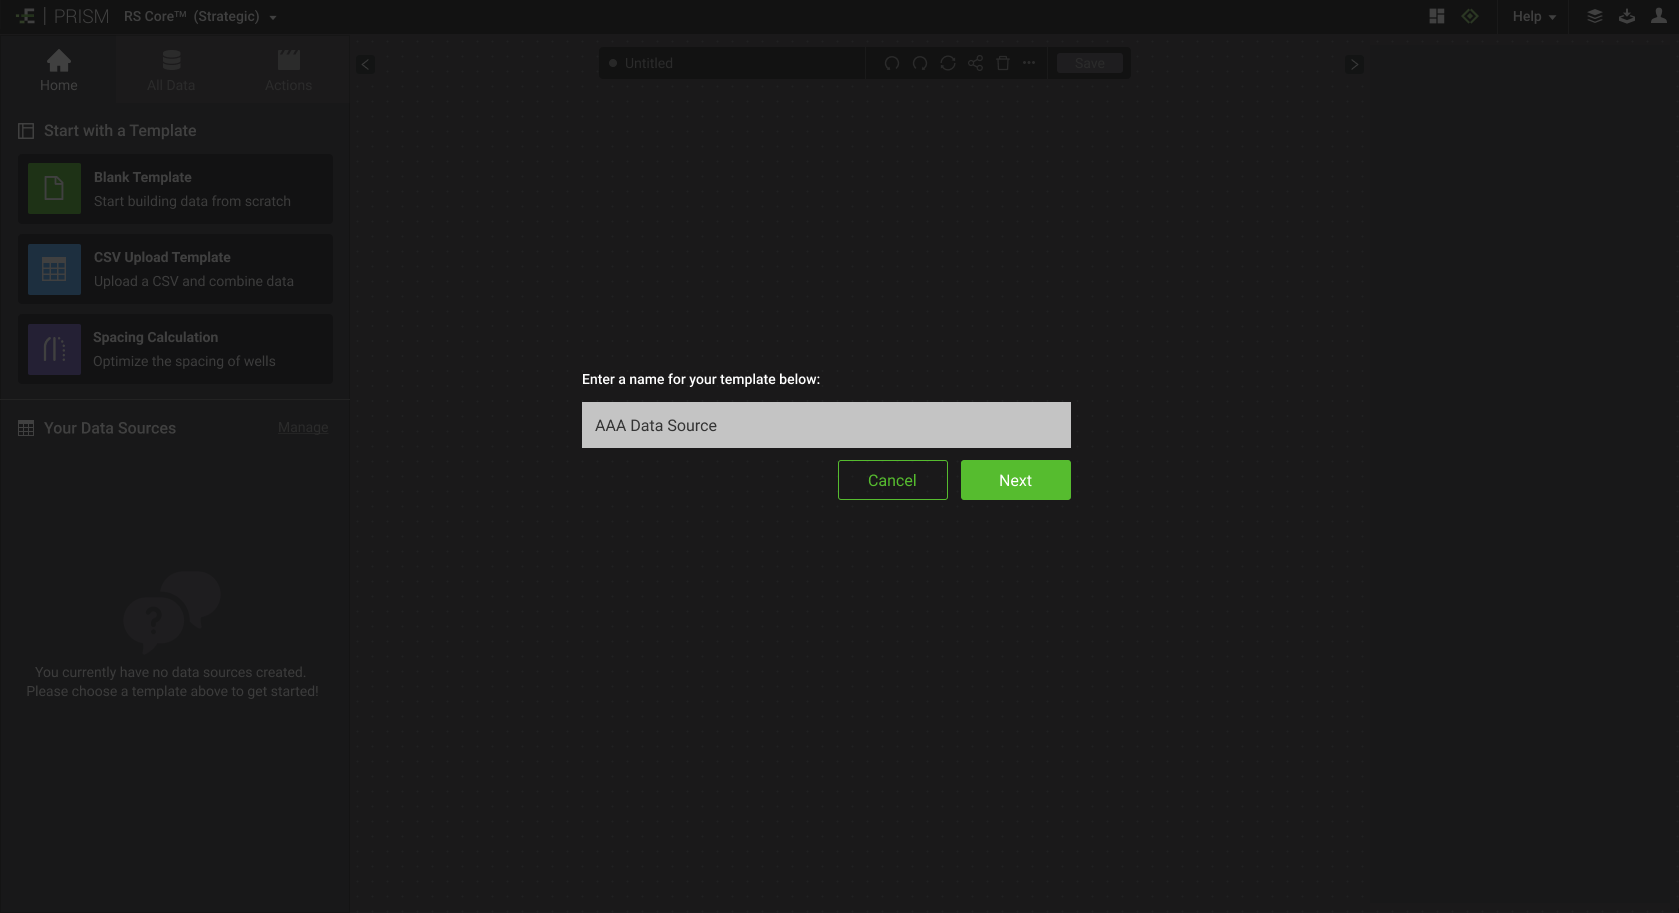 PRISM RS Core™ (Strategic)
Help
Home
All Data
Actions
Untitled
Save
Start with a Template
Blank Template
Start building data from scratch
CSV Upload Template
Upload a CSV and combine data
Spacing Calculation
Optimize the spacing of wells
Your Data Sources
Manage
?
You currently have no data sources created.
Please choose a template above to get started!
Enter a name for your template below:
AAA Data Source
Cancel
Next